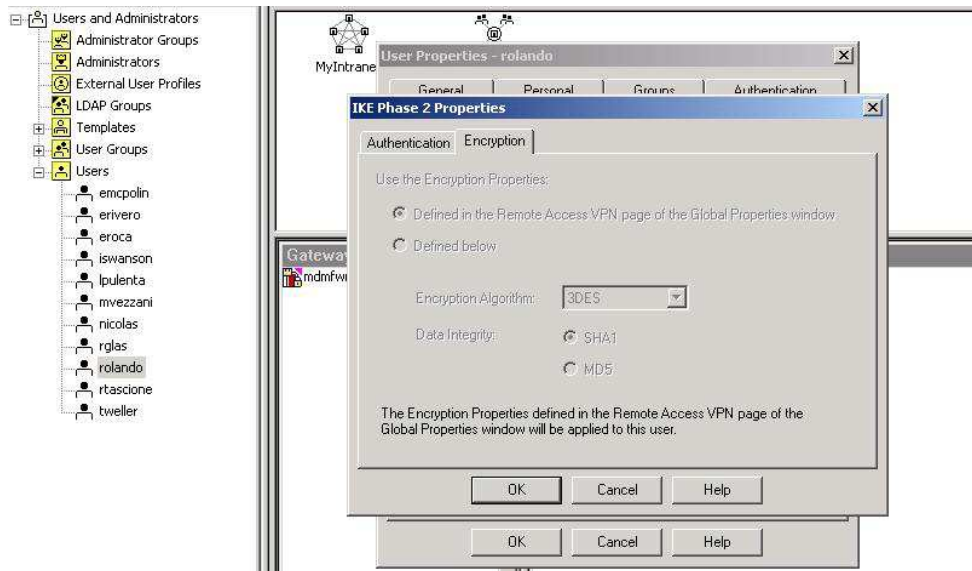 Users and Administrators
Administrator Groups
Administrators
External User Profiles
LDAP Groups
Templates
User Groups
Users
emcpolin
erivero
eroca
iswanson
lpulenta
mvezzani
nicolas
rglas
rolando
rtascione
tweller
MyIntrane
User Properties - rolando
General Personal Groups Authentication
IKE Phase 2 Properties
Authentication Encryption
Use the Encryption Properties:
Defined in the Remote Access VPN page of the Global Properties window
Defined below
Encryption Algorithm: 3DES
Data Integrity: SHA1
MD5
The Encryption Properties defined in the Remote Access VPN page of the
Global Properties window will be applied to this user.
OK Cancel Help
OK Cancel Help
Gatewa
mdmfw